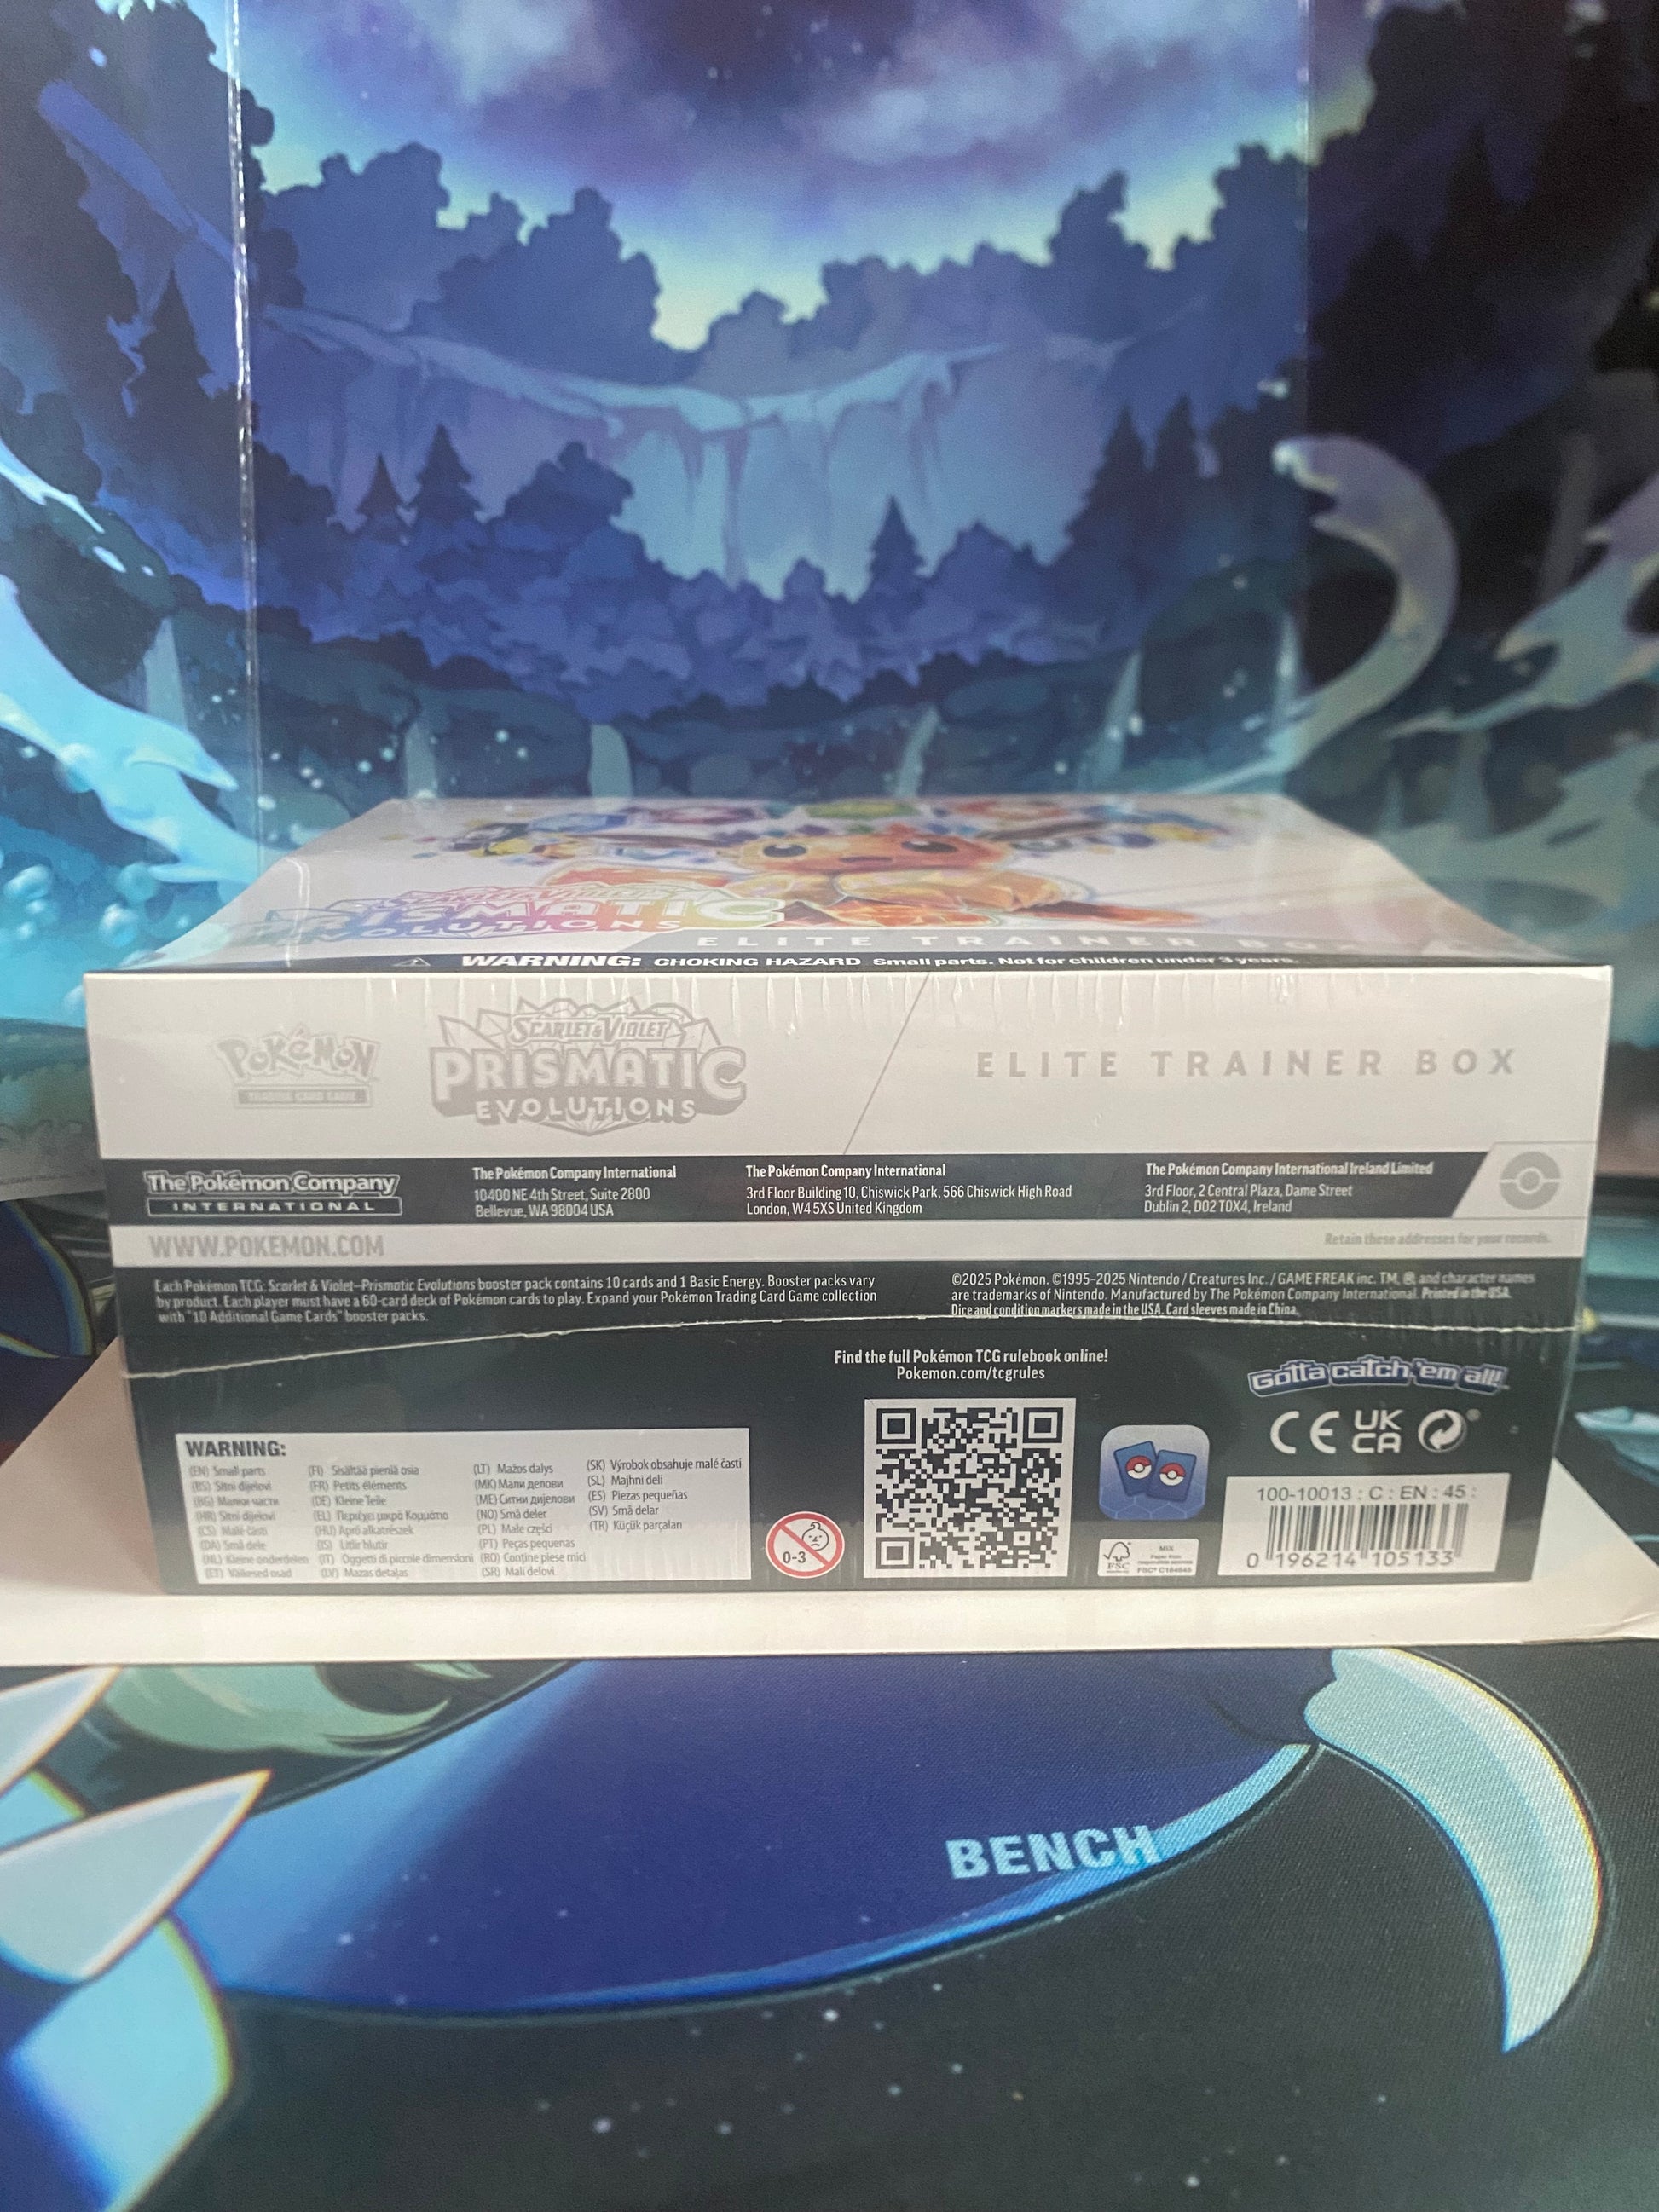 PRISMATIC
EVOLUTIONS
ELITE TRAINER BOX
WARNING: CHOKING HAZARD Small parts. Not for children under 3 years.
POKéMON
TRADING CARD GAME
SCARLET & VIOLET
PRISMATIC
EVOLUTIONS
ELITE TRAINER BOX
The Pokémon Company
INTERNATIONAL
The Pokémon Company International
10400 NE 4th Street, Suite 2800
Bellevue, WA 98004 USA
The Pokémon Company International
3rd Floor Building 10, Chiswick Park, 566 Chiswick High Road
London, W4 5XS United Kingdom
The Pokémon Company International Ireland Limited
3rd Floor, 2 Central Plaza, Dame Street
Dublin 2, D02 T0X4, Ireland
WWW.POKEMON.COM
Retain these addresses for your records.
Each Pokémon TCG: Scarlet & Violet—Prismatic Evolutions booster pack contains 10 cards and 1 Basic Energy. Booster packs vary
by product. Each player must have a 60-card deck of Pokémon cards to play. Expand your Pokémon Trading Card Game collection
with "10 Additional Game Cards" booster packs.
©2025 Pokémon. ©1995-2025 Nintendo / Creatures Inc. / GAME FREAK inc. TM, ® and character names
are trademarks of Nintendo. Manufactured by The Pokémon Company International. Printed in the USA.
Dice and condition markers made in the USA. Card sleeves made in China.
Find the full Pokémon TCG rulebook online!
Pokemon.com/tcgrules
Gotta catch 'em all!
CE UK CA
WARNING:
(EN) Small parts
(BS) Sitni dijelovi
(BG) Малки части
(HR) Sitni dijelovi
(CS) Malé části
(DA) Små dele
(NL) Kleine onderdelen
(ET) Väikesed osad
(FI) Sisältää pieniä osia
(FR) Petits éléments
(DE) Kleine Teile
(EL) Περιέχει μικρά Κομμάτια
(HU) Apró alkatrészek
(IS) Litlir hlutir
(IT) Oggetti di piccole dimensioni
(LV) Mazas detaļas
(LT) Mažos dalys
(MK) Мали делови
(ME) Ситни дијелови
(NO) Små deler
(PL) Małe części
(PT) Peças pequenas
(RO) Conține piese mici
(SR) Mali delovi
(SK) Výrobok obsahuje malé časti
(SL) Majhni deli
(ES) Piezas pequeñas
(SV) Små delar
(TR) Küçük parçaları
0-3
FSC
MIX
Paper from
responsible sources
100-10013 : C : EN : 45 :
0 196214 105133
BENCH